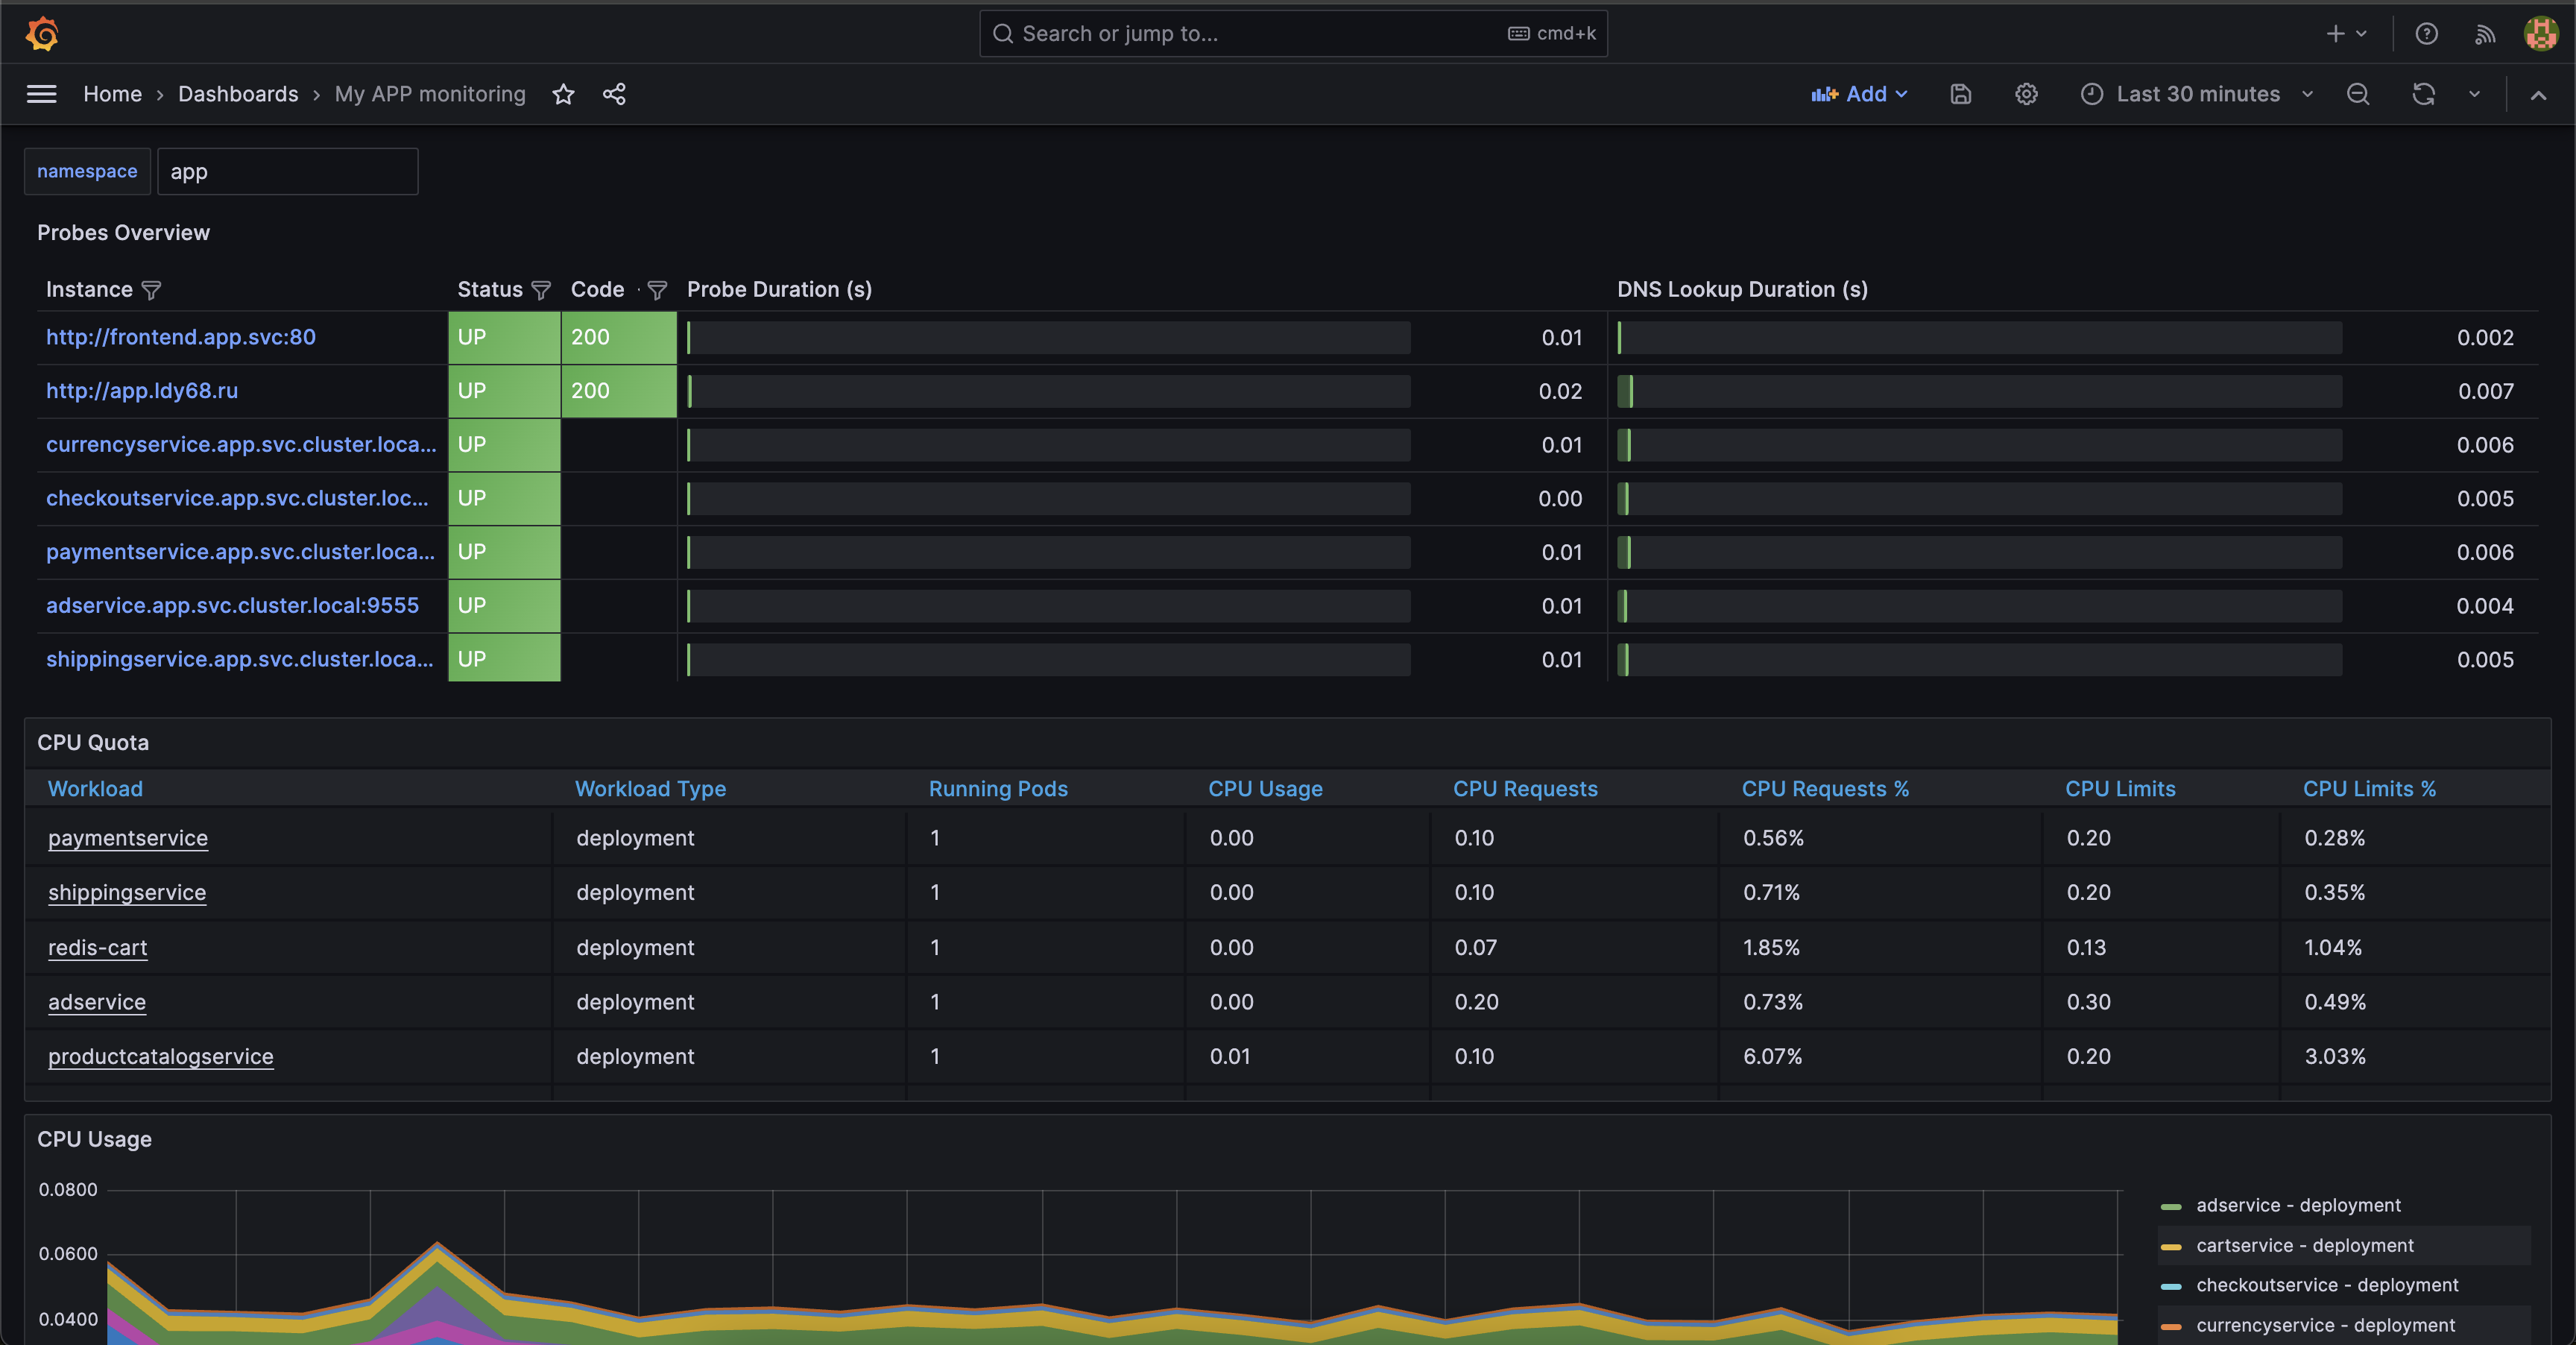 Search or jump to... cmd+k
Home › Dashboards › My APP monitoring Add Last 30 minutes
namespace app
Probes Overview
Instance Status Code Probe Duration (s) DNS Lookup Duration (s)
http://frontend.app.svc:80 UP 200 0.01 0.002
http://app.ldy68.ru UP 200 0.02 0.007
currencyservice.app.svc.cluster.loca... UP 0.01 0.006
checkoutservice.app.svc.cluster.loc... UP 0.00 0.005
paymentservice.app.svc.cluster.loca... UP 0.01 0.006
adservice.app.svc.cluster.local:9555 UP 0.01 0.004
shippingservice.app.svc.cluster.loca... UP 0.01 0.005
CPU Quota
Workload Workload Type Running Pods CPU Usage CPU Requests CPU Requests % CPU Limits CPU Limits %
paymentservice deployment 1 0.00 0.10 0.56% 0.20 0.28%
shippingservice deployment 1 0.00 0.10 0.71% 0.20 0.35%
redis-cart deployment 1 0.00 0.07 1.85% 0.13 1.04%
adservice deployment 1 0.00 0.20 0.73% 0.30 0.49%
productcatalogservice deployment 1 0.01 0.10 6.07% 0.20 3.03%
CPU Usage
0.0800
0.0600
0.0400
adservice - deployment
cartservice - deployment
checkoutservice - deployment
currencyservice - deployment